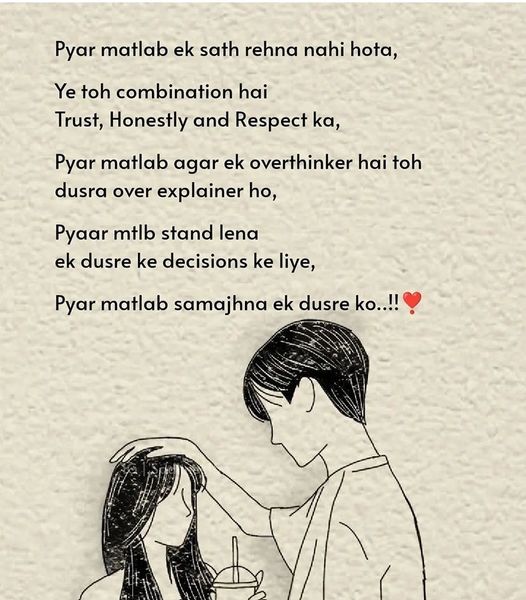 Pyar matlab ek sath rehna nahi hota,
Ye toh combination hai
Trust, Honestly and Respect ka,
Pyar matlab agar ek overthinker hai toh
dusra over explainer ho,
Pyaar mtlb stand lena
ek dusre ke decisions ke liye,
Pyar matlab samajhna ek dusre ko..!!❣️